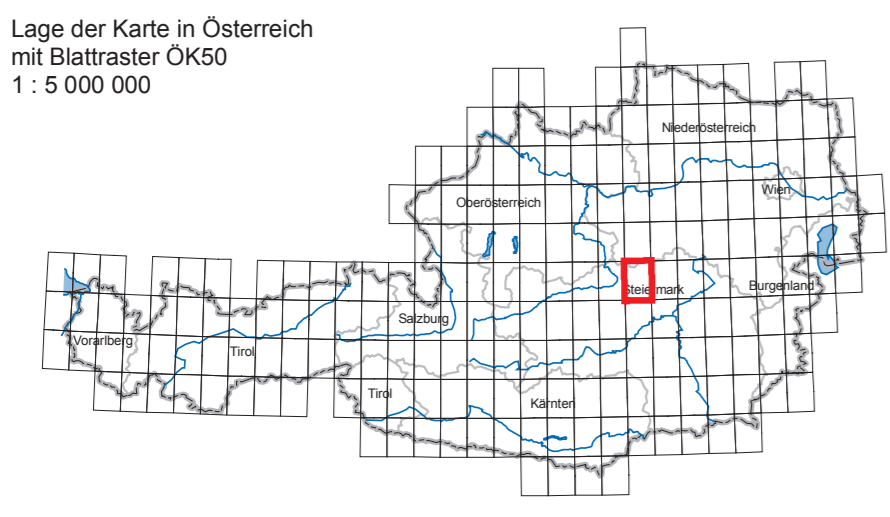 Lage der Karte in Österreich
mit Blattraster ÖK50
1 : 5 000 000
Niederösterreich
Wien
Oberösterreich
Steiermark
Burgenland
Salzburg
Vorarlberg
Tirol
Tirol
Kärnten